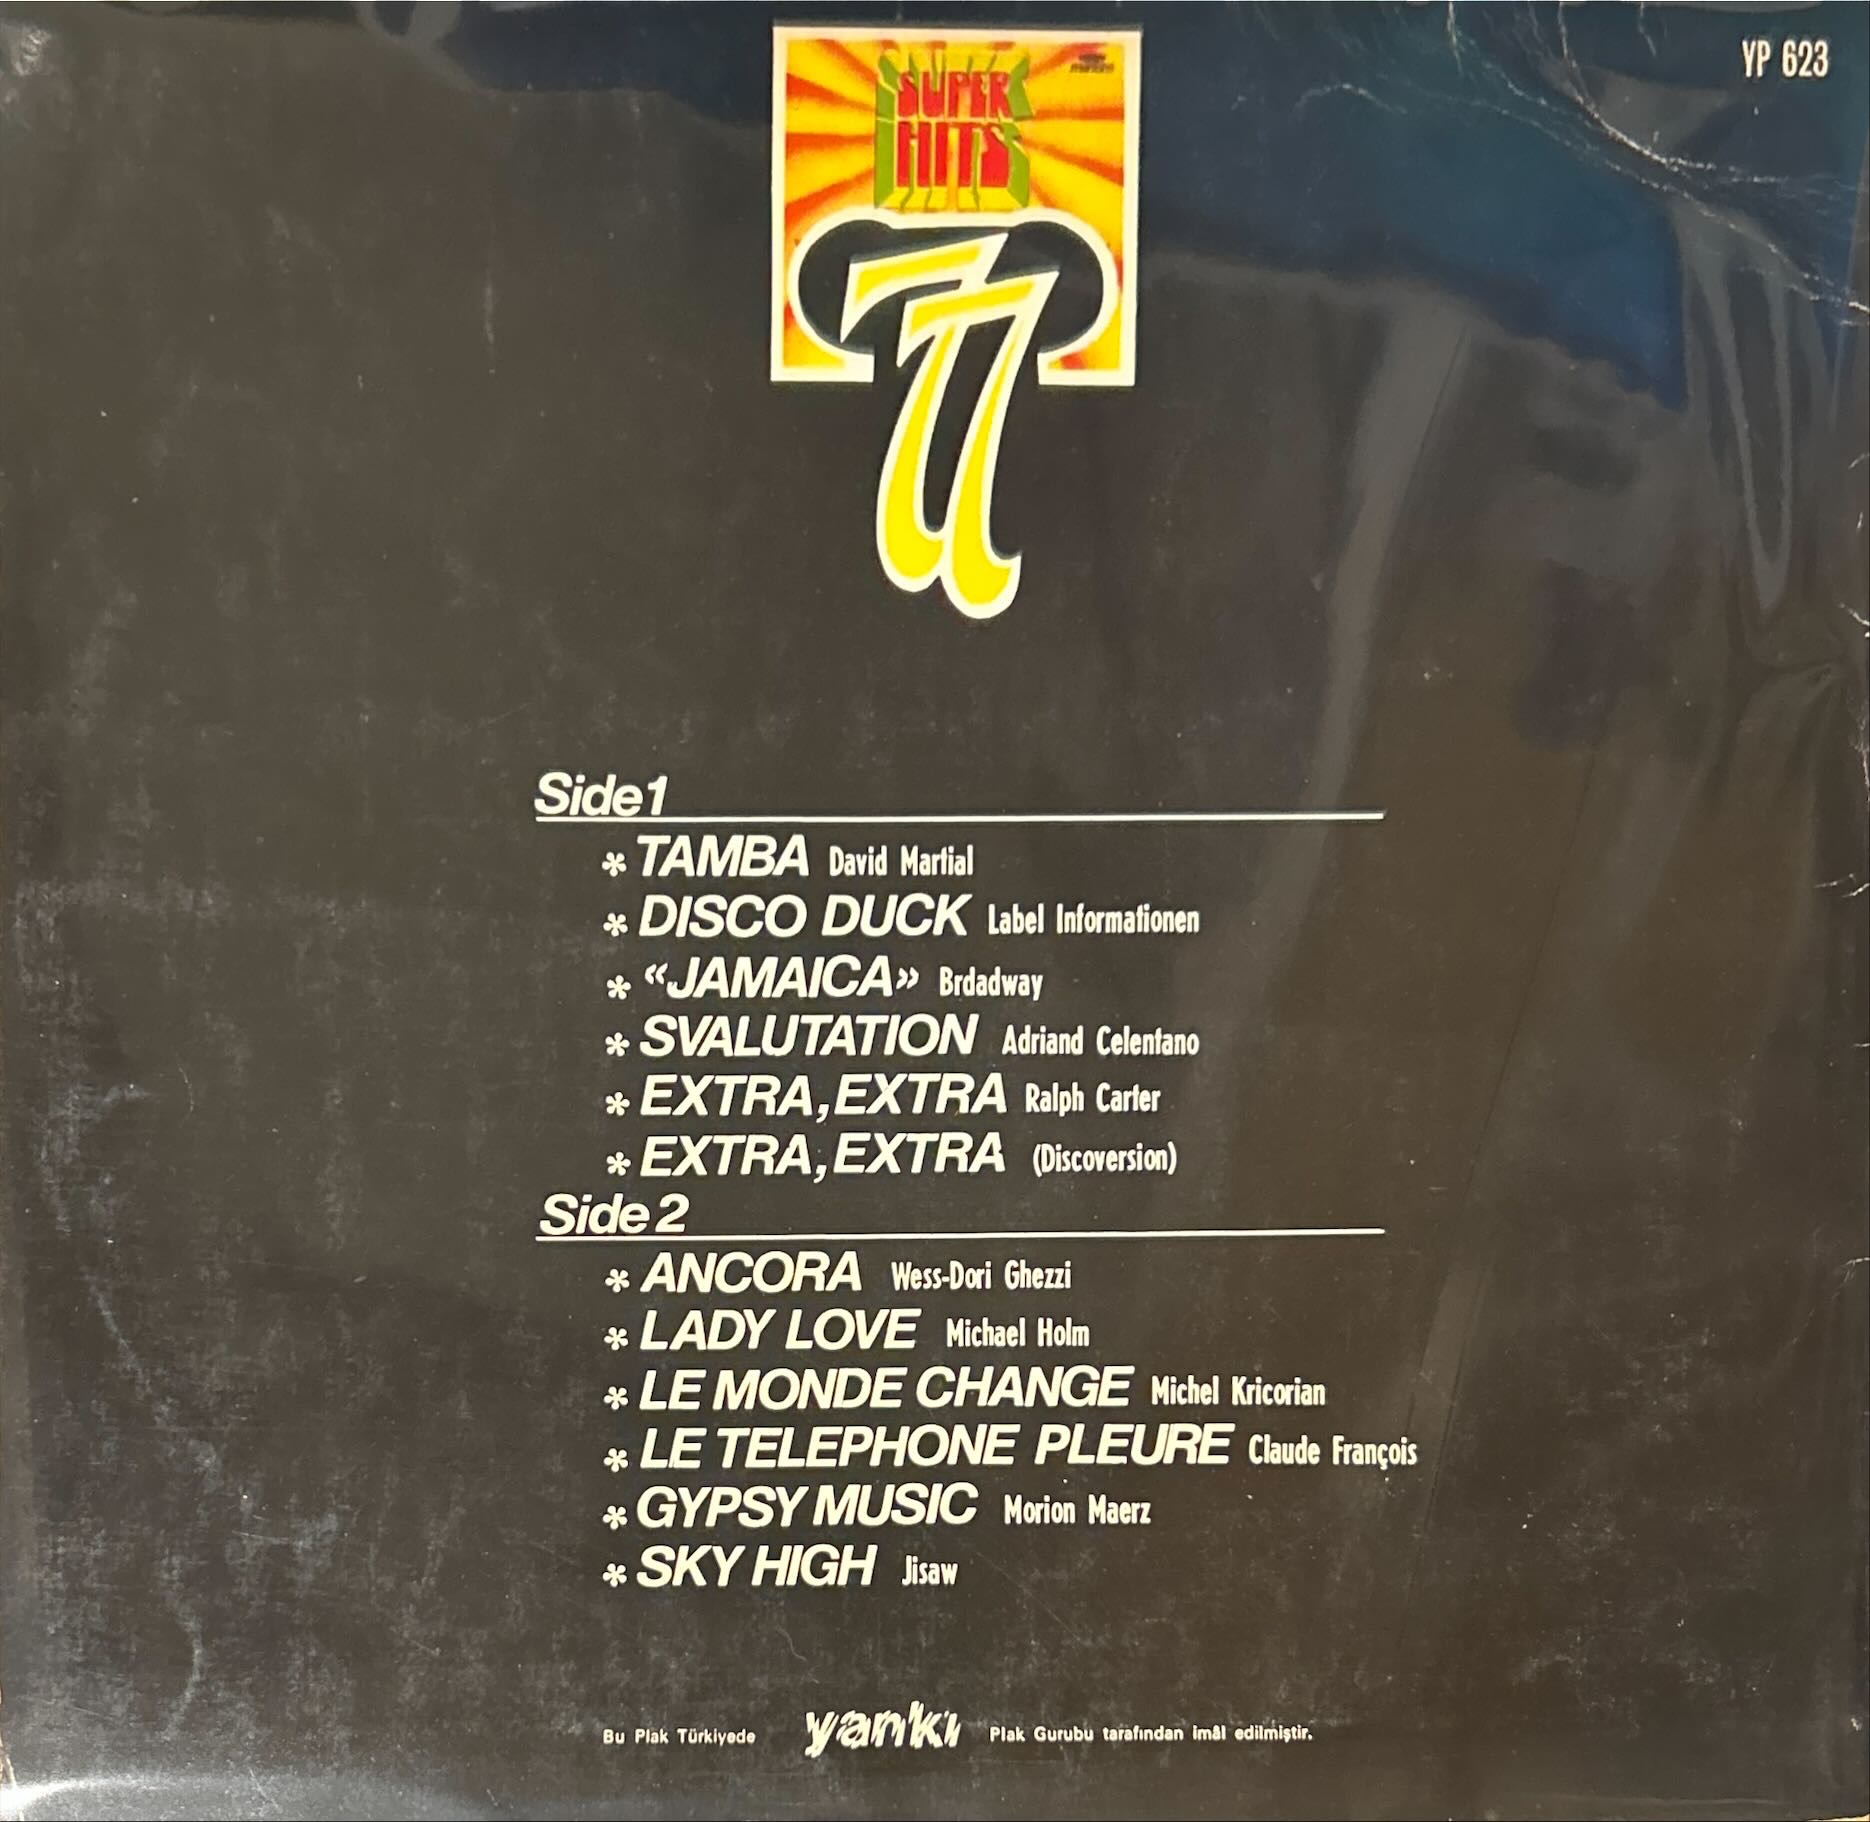 YP 623
SUPER
HITS
77
Side 1
* TAMBA David Martial
* DISCO DUCK Label Informationen
* «JAMAICA» Brdadway
* SVALUTATION Adriand Celentano
* EXTRA, EXTRA Ralph Carter
* EXTRA, EXTRA (Discoversion)
Side 2
* ANCORA Wess-Dori Ghezzi
* LADY LOVE Michael Holm
* LE MONDE CHANGE Michel Kricorian
* LE TELEPHONE PLEURE Claude François
* GYPSY MUSIC Morion Maerz
* SKY HIGH Jisaw
Bu Plak Türkiyede yankı Plak Gurubu tarafından imâl edilmiştir.